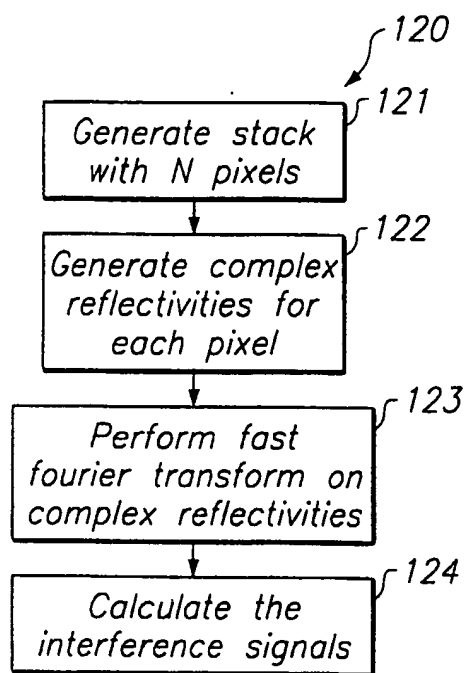 120
121
Generate stack
with N pixels
122
Generate complex
reflectivities for
each pixel
123
Perform fast
fourier transform on
complex reflectivities
124
Calculate the
interference signals